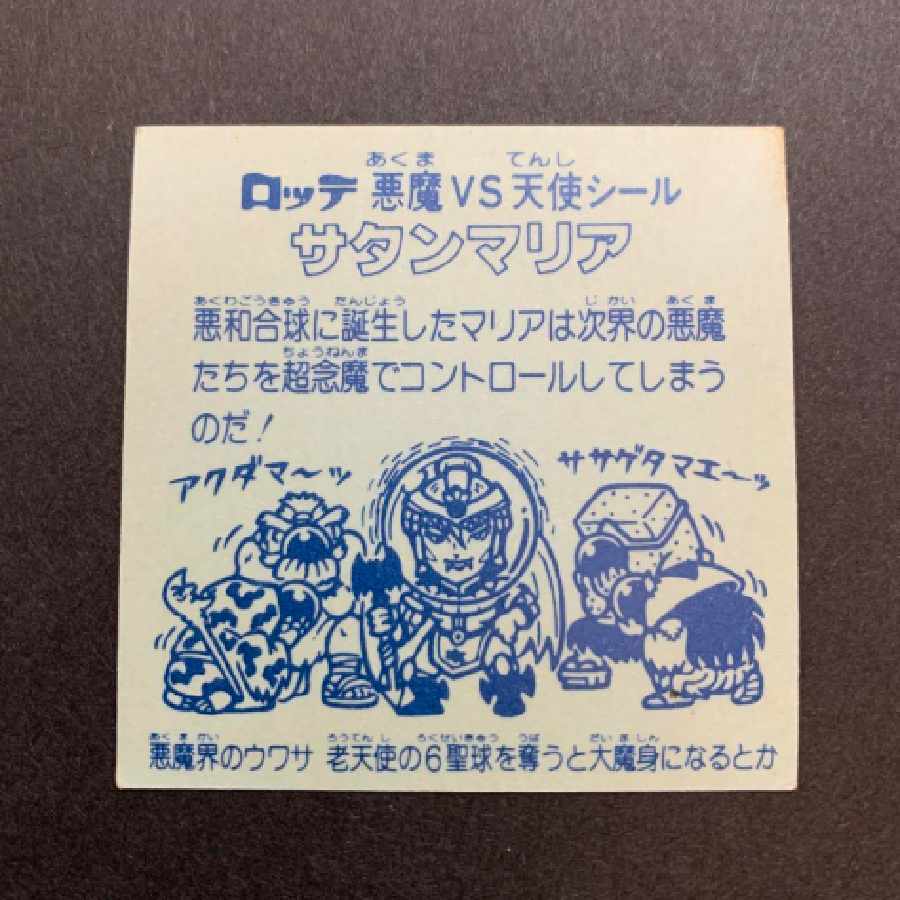 あくま てんし
ロッテ 悪魔VS天使シール
サタンマリア
あくわごうきゅう たんじょう じかい あくま
悪和合球に誕生したマリアは次界の悪魔
ちょうねんま
たちを超念魔でコントロールしてしまう
のだ!
アクダマ〜ッ
ササゲタマエ〜ッ
あくまかい ろうてんし ろくせいきゅう うば だいましん
悪魔界のウワサ 老天使の6聖球を奪うと大魔身になるとか